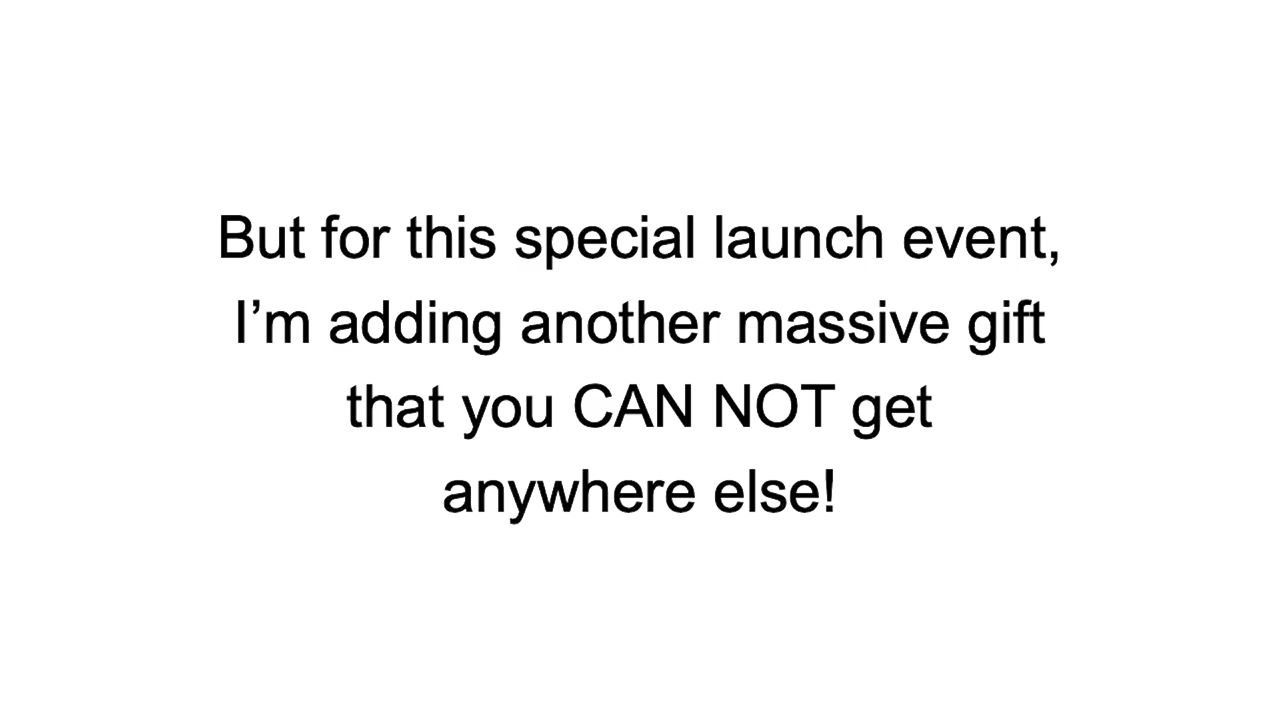 But for this special launch event,
I’m adding another massive gift
that you CAN NOT get
anywhere else!